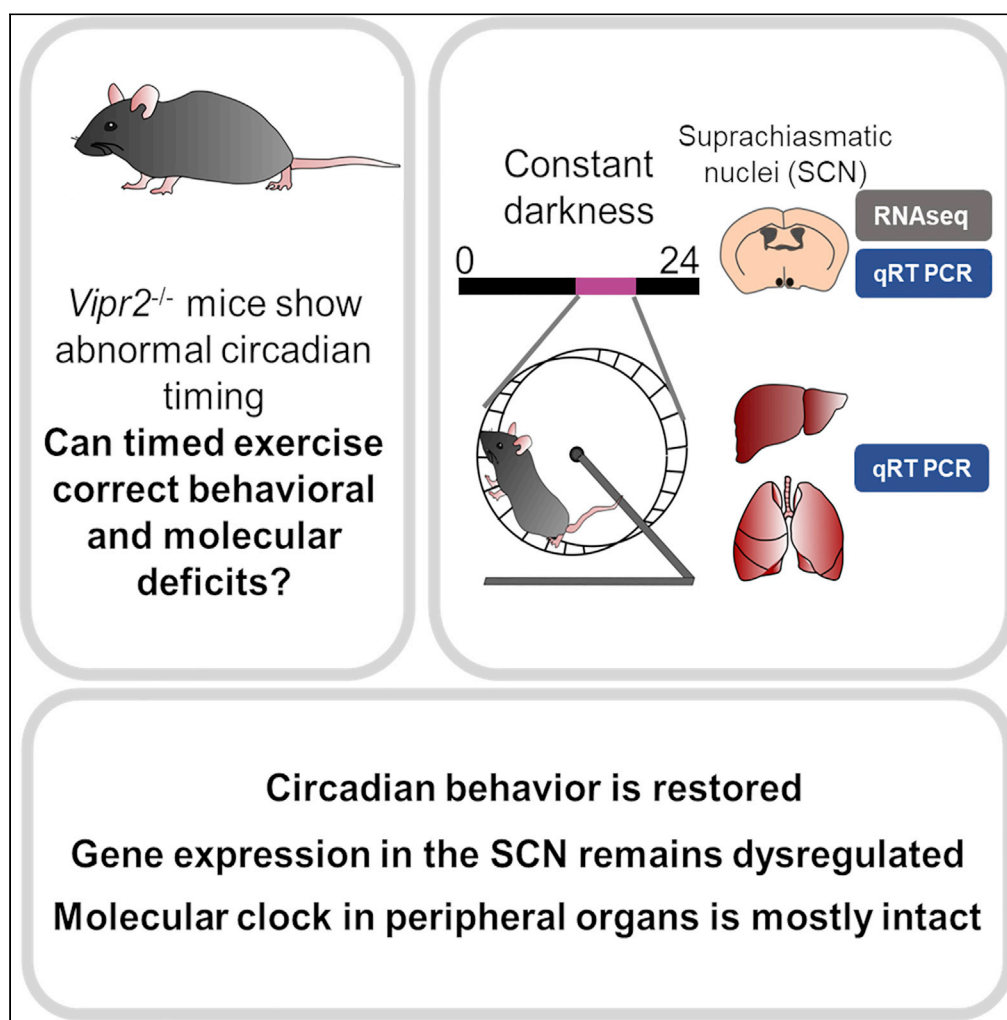 Vipr2-/- mice show
abnormal circadian
timing
Can timed exercise
correct behavioral
and molecular
deficits?
Constant
darkness
0 24
Suprachiasmatic
nuclei (SCN)
RNAseq
qRT PCR
qRT PCR
Circadian behavior is restored
Gene expression in the SCN remains dysregulated
Molecular clock in peripheral organs is mostly intact